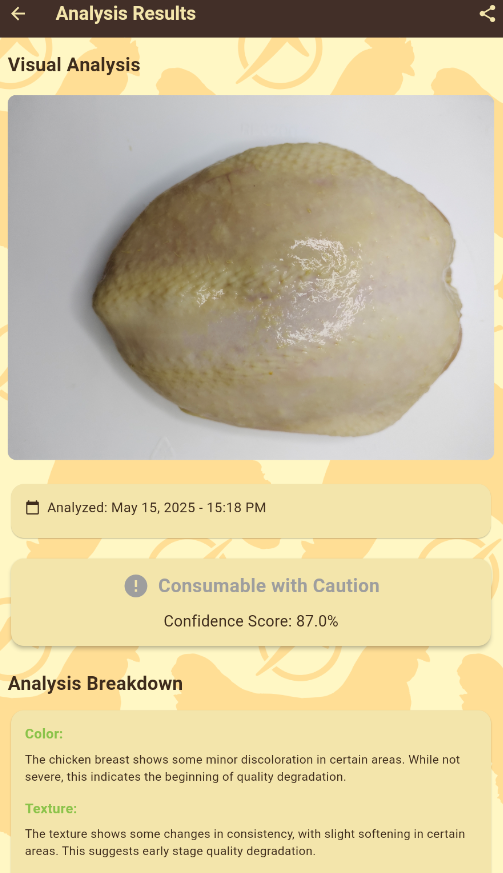 Analysis Results
Visual Analysis
Analyzed: May 15, 2025 - 15:18 PM
Consumable with Caution
Confidence Score: 87.0%
Analysis Breakdown
Color:
The chicken breast shows some minor discoloration in certain areas. While not
severe, this indicates the beginning of quality degradation.
Texture:
The texture shows some changes in consistency, with slight softening in certain
areas. This suggests early stage quality degradation.